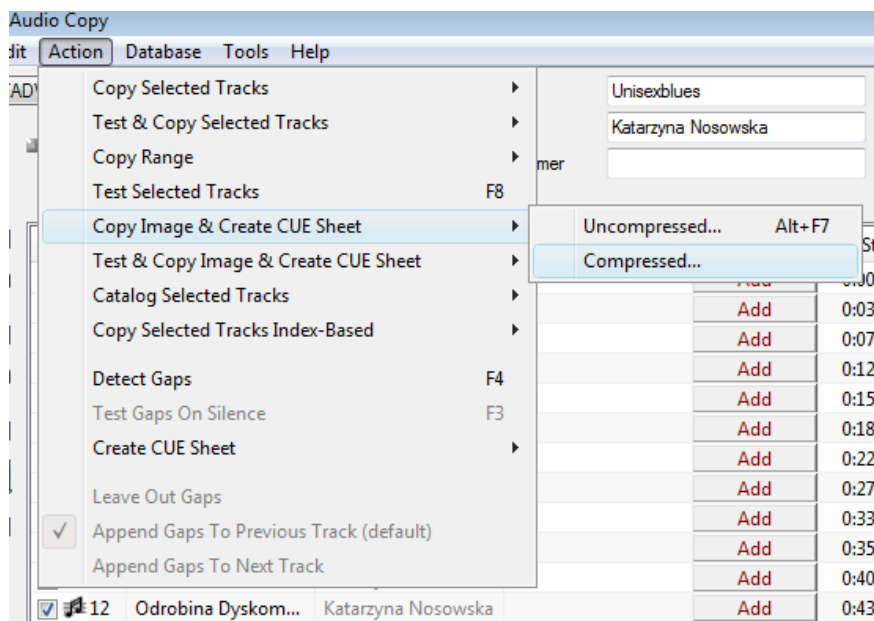 Audio Copy
dit Action Database Tools Help
Copy Selected Tracks
Test & Copy Selected Tracks
Copy Range
Test Selected Tracks F8
Copy Image & Create CUE Sheet
Test & Copy Image & Create CUE Sheet
Catalog Selected Tracks
Copy Selected Tracks Index-Based
Detect Gaps F4
Test Gaps On Silence F3
Create CUE Sheet
Leave Out Gaps
Append Gaps To Previous Track (default)
Append Gaps To Next Track
Unisexblues
Katarzyna Nosowska
mer
Uncompressed... Alt+F7
Compressed...
Add 0:03
Add 0:07
Add 0:12
Add 0:15
Add 0:18
Add 0:22
Add 0:27
Add 0:33
Add 0:35
Add 0:40
12 Odrobina Dyskom... Katarzyna Nosowska Add 0:43